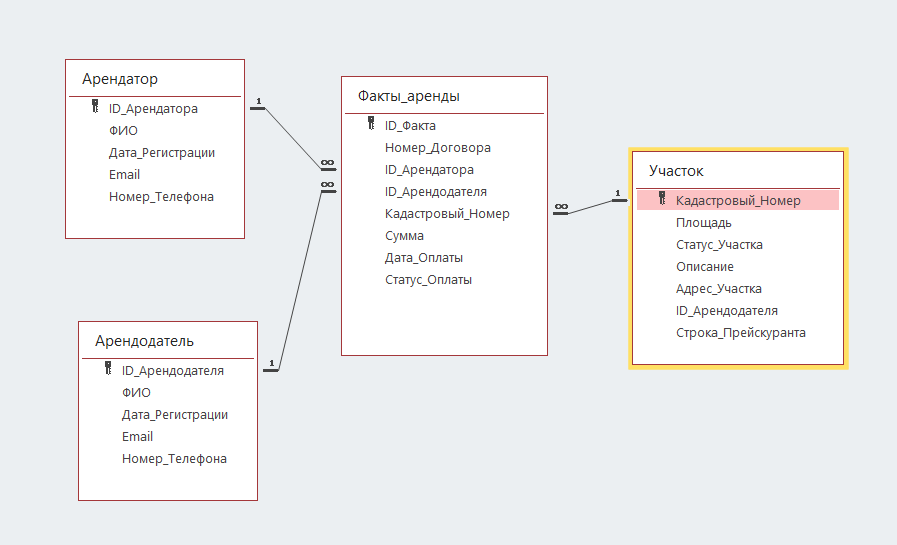 Арендатор
ID_Арендатора
ФИО
Дата_Регистрации
Email
Номер_Телефона
1
∞
∞
Факты_аренды
ID_Факта
Номер_Договора
ID_Арендатора
ID_Арендодателя
Кадастровый_Номер
Сумма
Дата_Оплаты
Статус_Оплаты
∞
1
Участок
Кадастровый_Номер
Площадь
Статус_Участка
Описание
Адрес_Участка
ID_Арендодателя
Строка_Прейскуранта
Арендодатель
ID_Арендодателя
ФИО
Дата_Регистрации
Email
Номер_Телефона
1